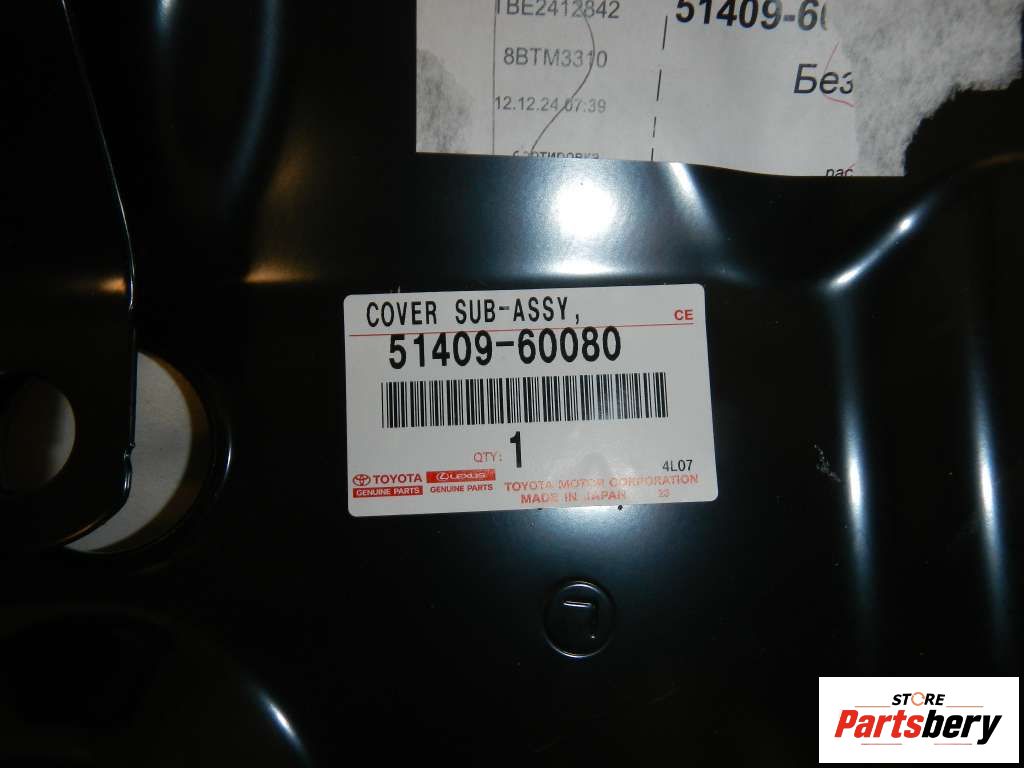 TBE2412842
51409-60
8BTM3310
Без
12.12.24 07:39
COVER SUB-ASSY,
CE
51409-60080
QTY: 1
4L07
TOYOTA
GENUINE PARTS
LEXUS
GENUINE PARTS
TOYOTA MOTOR CORPORATION
MADE IN JAPAN
STORE
Partsbery